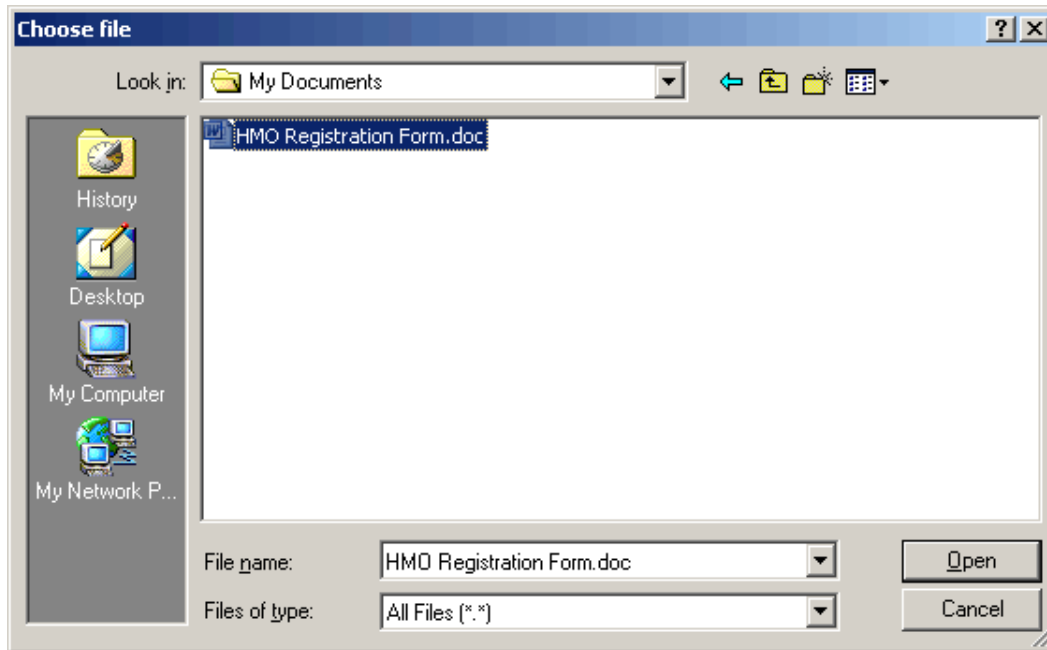 Choose file
Look in:
My Documents
History
Desktop
My Computer
My Network P...
HMO Registration Form.doc
File name:
HMO Registration Form.doc
Open
Files of type:
All Files (*.*)
Cancel